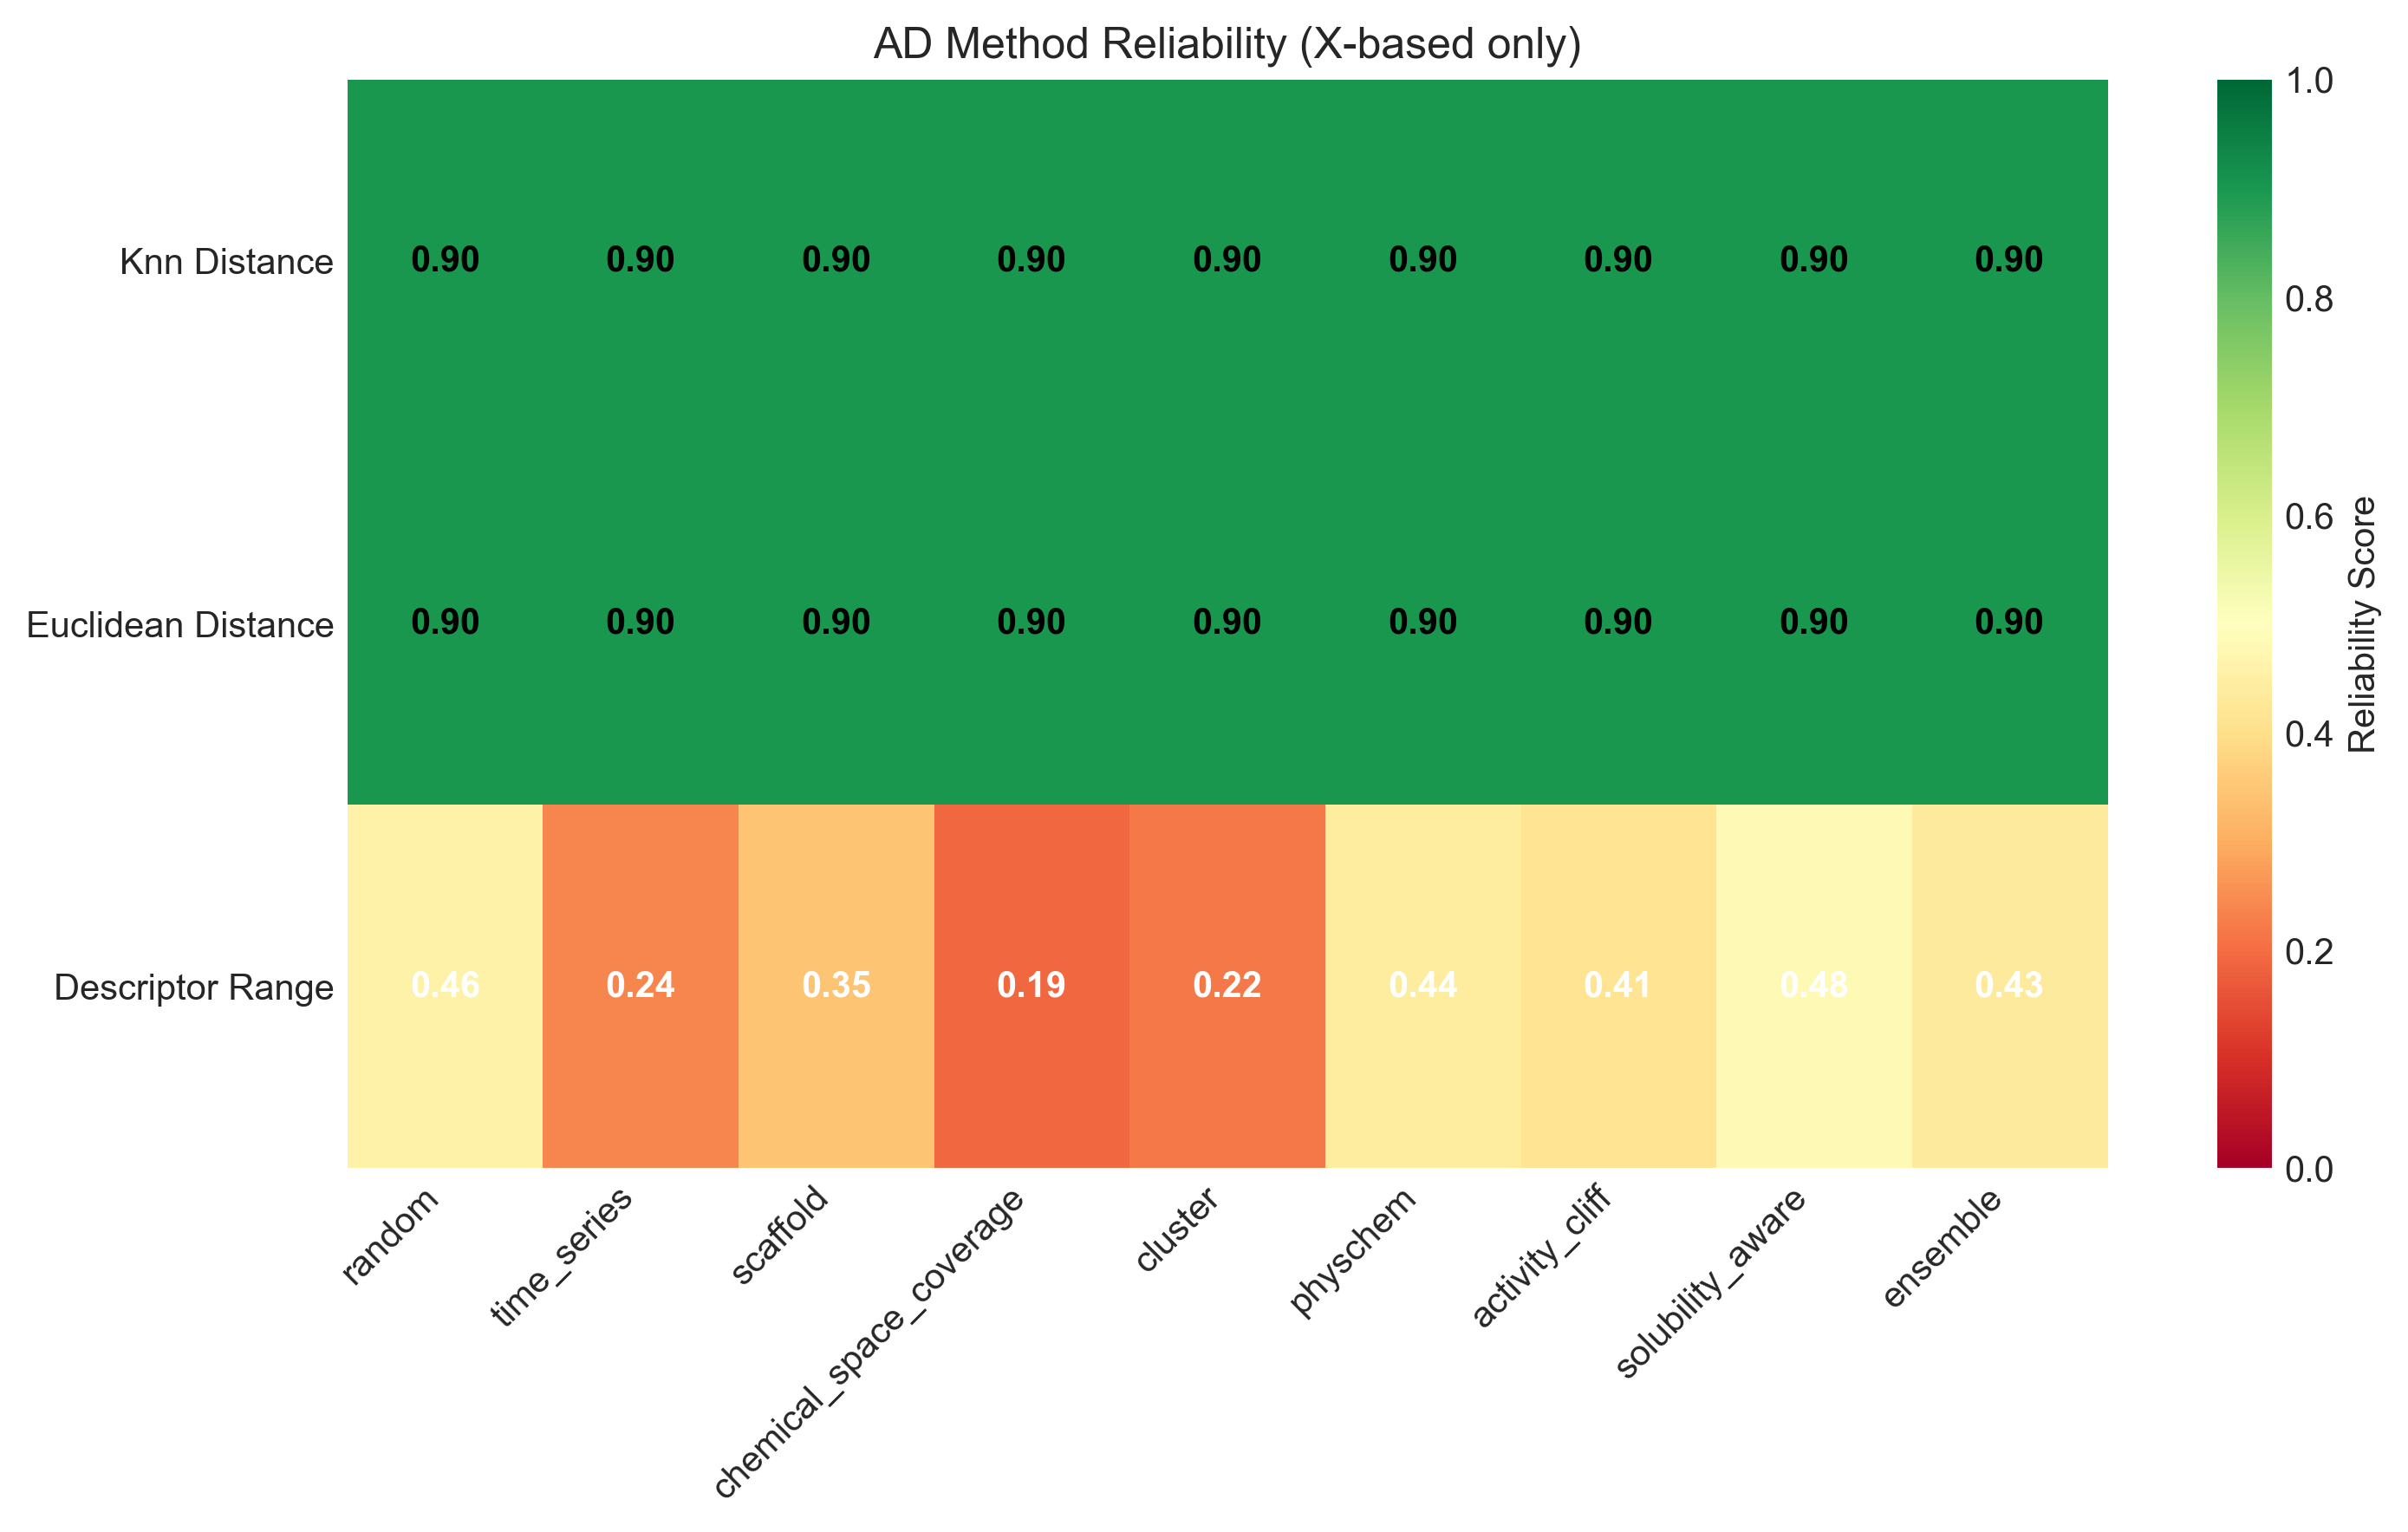 AD Method Reliability (X-based only)
Knn Distance 0.90 0.90 0.90 0.90 0.90 0.90 0.90 0.90 0.90
Euclidean Distance 0.90 0.90 0.90 0.90 0.90 0.90 0.90 0.90 0.90
Descriptor Range 0.46 0.24 0.35 0.19 0.22 0.44 0.41 0.48 0.43
random
time_series
scaffold
chemical_space_coverage
cluster
physchem
activity_cliff
solubility_aware
ensemble
1.0
0.8
0.6
0.4
0.2
0.0
Reliability Score